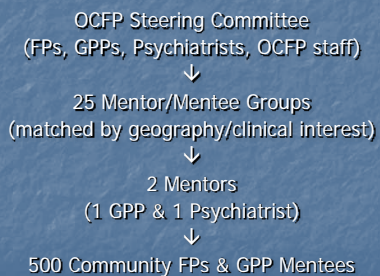 OCFP Steering Committee
(FPs, GPPs, Psychiatrists, OCFP staff)
↓
25 Mentor/Mentee Groups
(matched by geography/clinical interest)
↓
2 Mentors
(1 GPP & 1 Psychiatrist)
↓
500 Community FPs & GPP Mentees